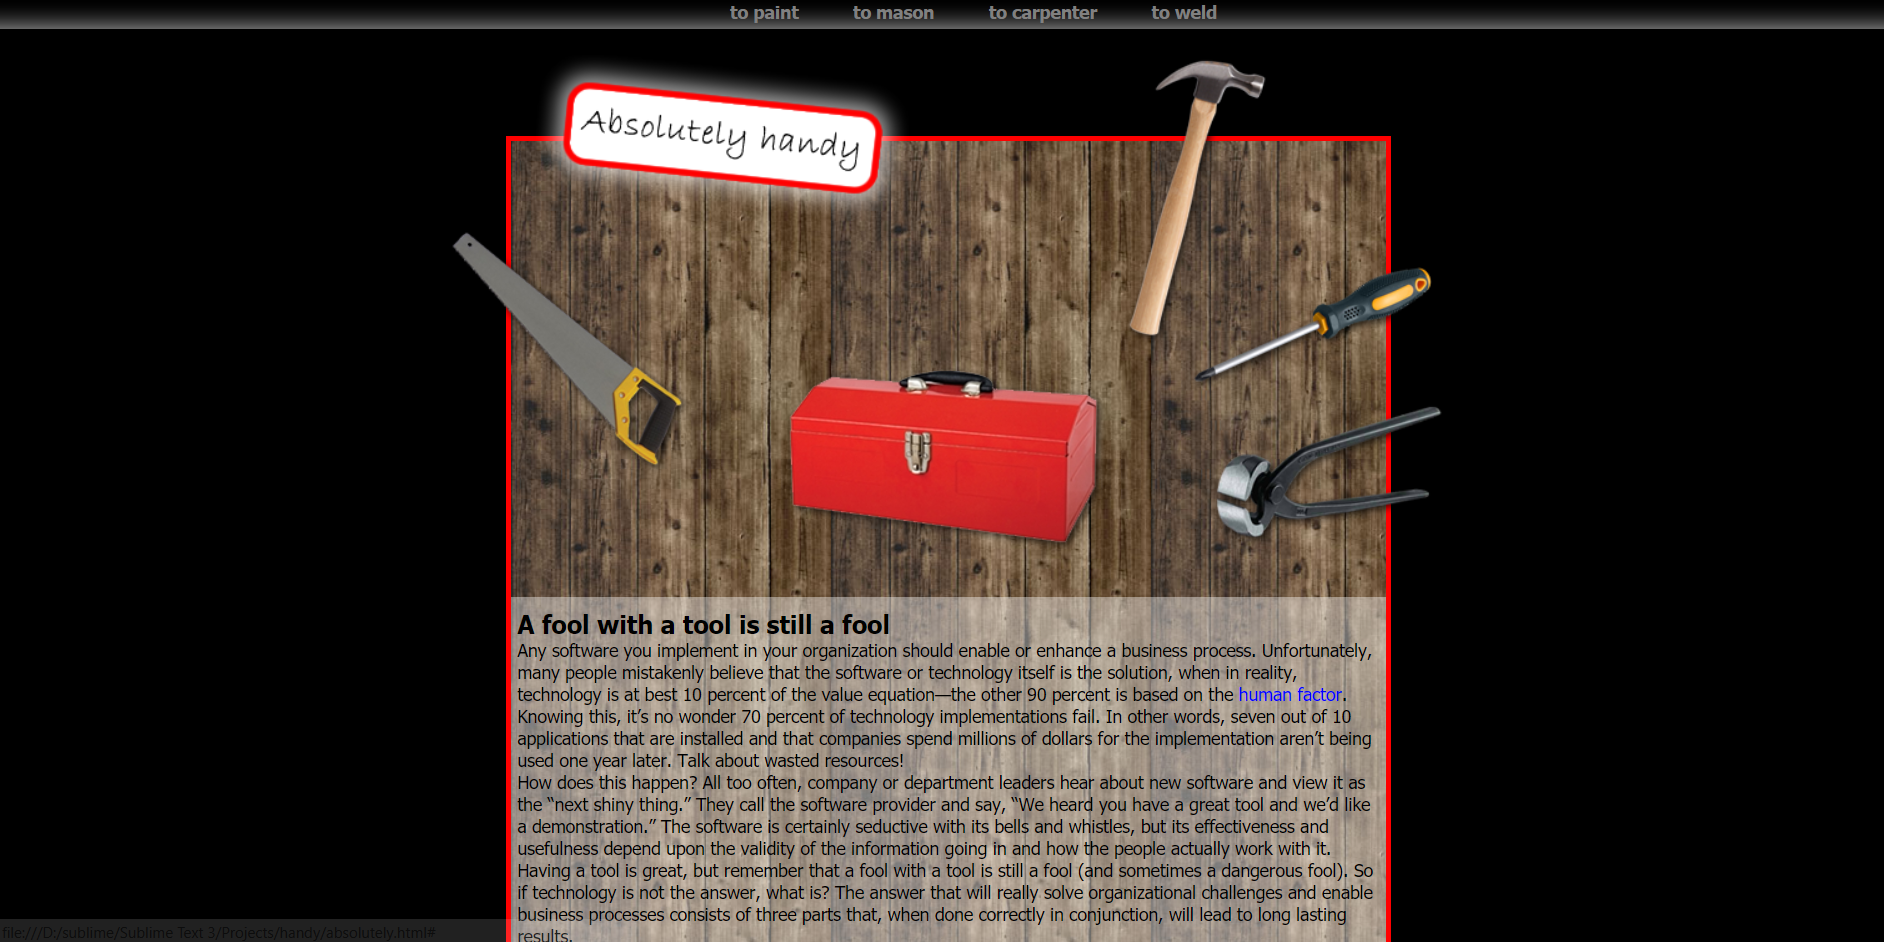 to paint to mason to carpenter to weld
Absolutely handy
A fool with a tool is still a fool
Any software you implement in your organization should enable or enhance a business process. Unfortunately,
many people mistakenly believe that the software or technology itself is the solution, when in reality,
technology is at best 10 percent of the value equation—the other 90 percent is based on the human factor.
Knowing this, it’s no wonder 70 percent of technology implementations fail. In other words, seven out of 10
applications that are installed and that companies spend millions of dollars for the implementation aren’t being
used one year later. Talk about wasted resources!
How does this happen? All too often, company or department leaders hear about new software and view it as
the “next shiny thing.” They call the software provider and say, “We heard you have a great tool and we’d like
a demonstration.” The software is certainly seductive with its bells and whistles, but its effectiveness and
usefulness depend upon the validity of the information going in and how the people actually work with it.
Having a tool is great, but remember that a fool with a tool is still a fool (and sometimes a dangerous fool). So
if technology is not the answer, what is? The answer that will really solve organizational challenges and enable
business processes consists of three parts that, when done correctly in conjunction, will lead to long lasting
results.
file:///D:/sublime/Sublime Text 3/Projects/handy/absolutely.html#